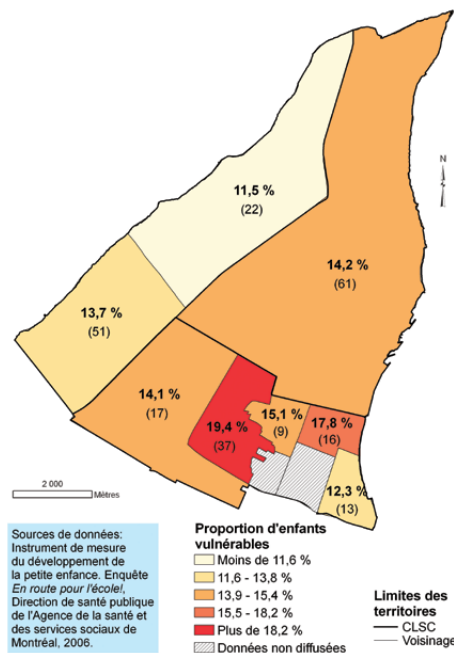 N
11,5 %
(22)
14,2 %
(61)
13,7 %
(51)
14,1 %
(17)
19,4 %
(37)
15,1 %
(9)
17,8 %
(16)
12,3 %
(13)
2 000
Mètres
Sources de données:
Instrument de mesure
du développement de
la petite enfance. Enquête
En route pour l'école!,
Direction de santé publique
de l'Agence de la santé et
des services sociaux de
Montréal, 2006.
Proportion d'enfants
vulnérables
Moins de 11,6 %
11,6 - 13,8 %
13,9 - 15,4 %
15,5 - 18,2 %
Plus de 18,2 %
Données non diffusées
Limites des
territoires
CLSC
Voisinage